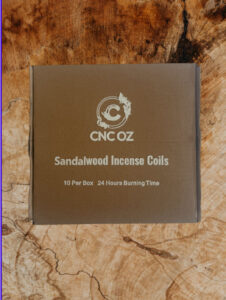 C
CNC OZ
Sandalwood Incense Coils
10 Per Box 24 Hours Burning Time